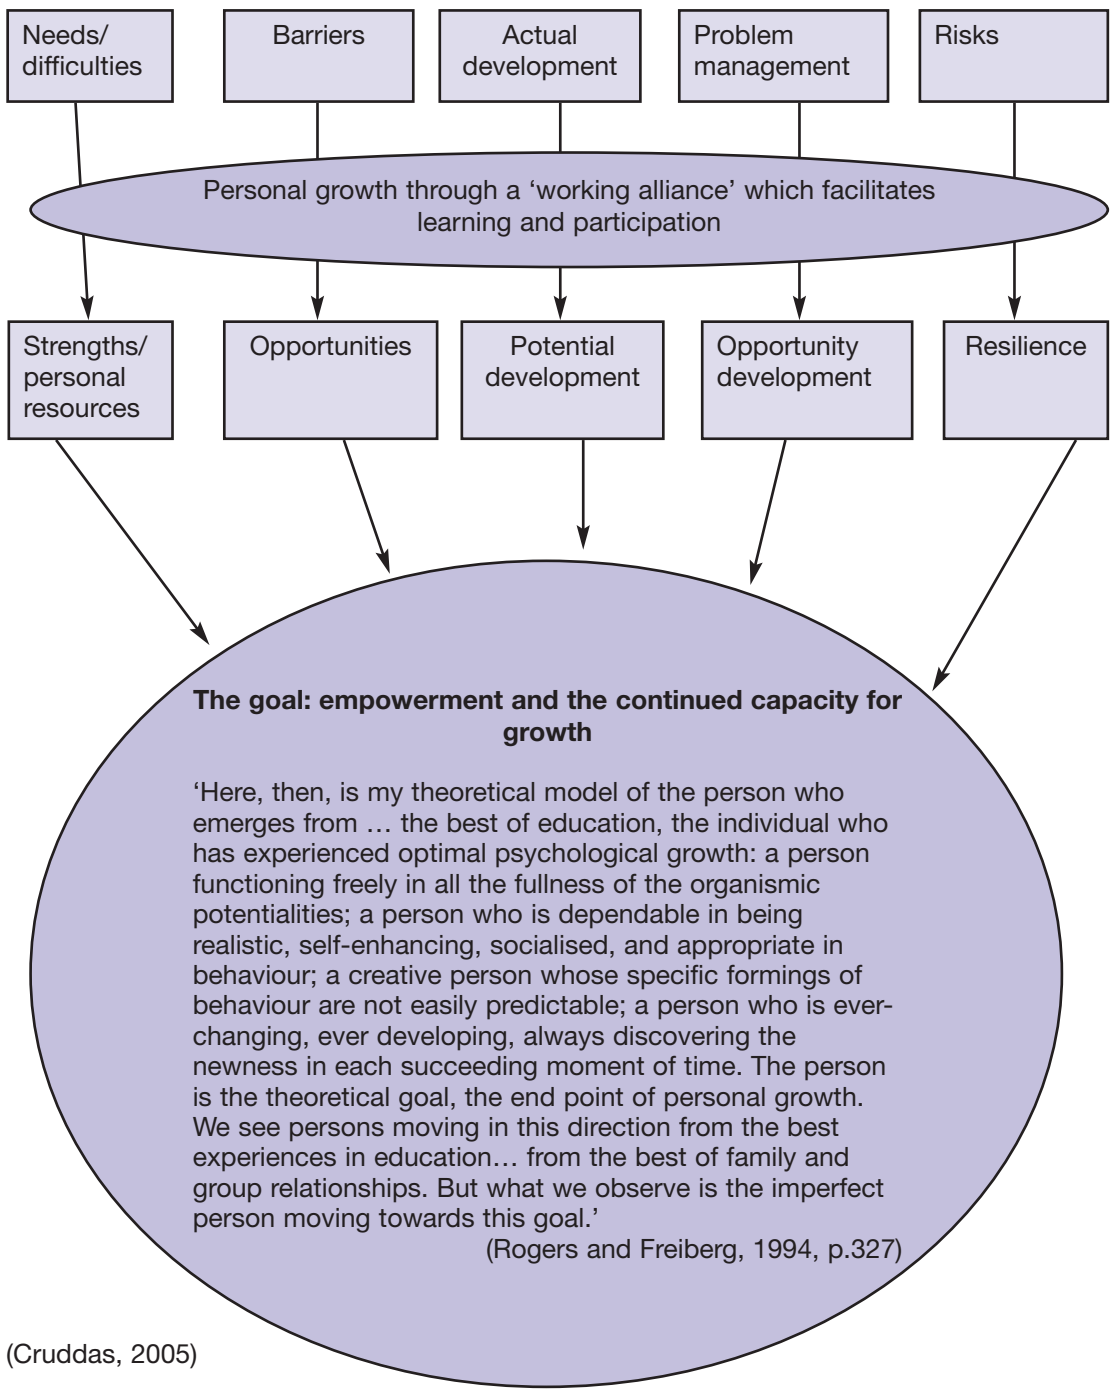 Needs/
difficulties
Barriers
Actual
development
Problem
management
Risks
Personal growth through a ‘working alliance’ which facilitates
learning and participation
Strengths/
personal
resources
Opportunities
Potential
development
Opportunity
development
Resilience
The goal: empowerment and the continued capacity for
growth
‘Here, then, is my theoretical model of the person who
emerges from … the best of education, the individual who
has experienced optimal psychological growth: a person
functioning freely in all the fullness of the organismic
potentialities; a person who is dependable in being
realistic, self-enhancing, socialised, and appropriate in
behaviour; a creative person whose specific formings of
behaviour are not easily predictable; a person who is ever-
changing, ever developing, always discovering the
newness in each succeeding moment of time. The person
is the theoretical goal, the end point of personal growth.
We see persons moving in this direction from the best
experiences in education… from the best of family and
group relationships. But what we observe is the imperfect
person moving towards this goal.’
(Rogers and Freiberg, 1994, p.327)
(Cruddas, 2005)